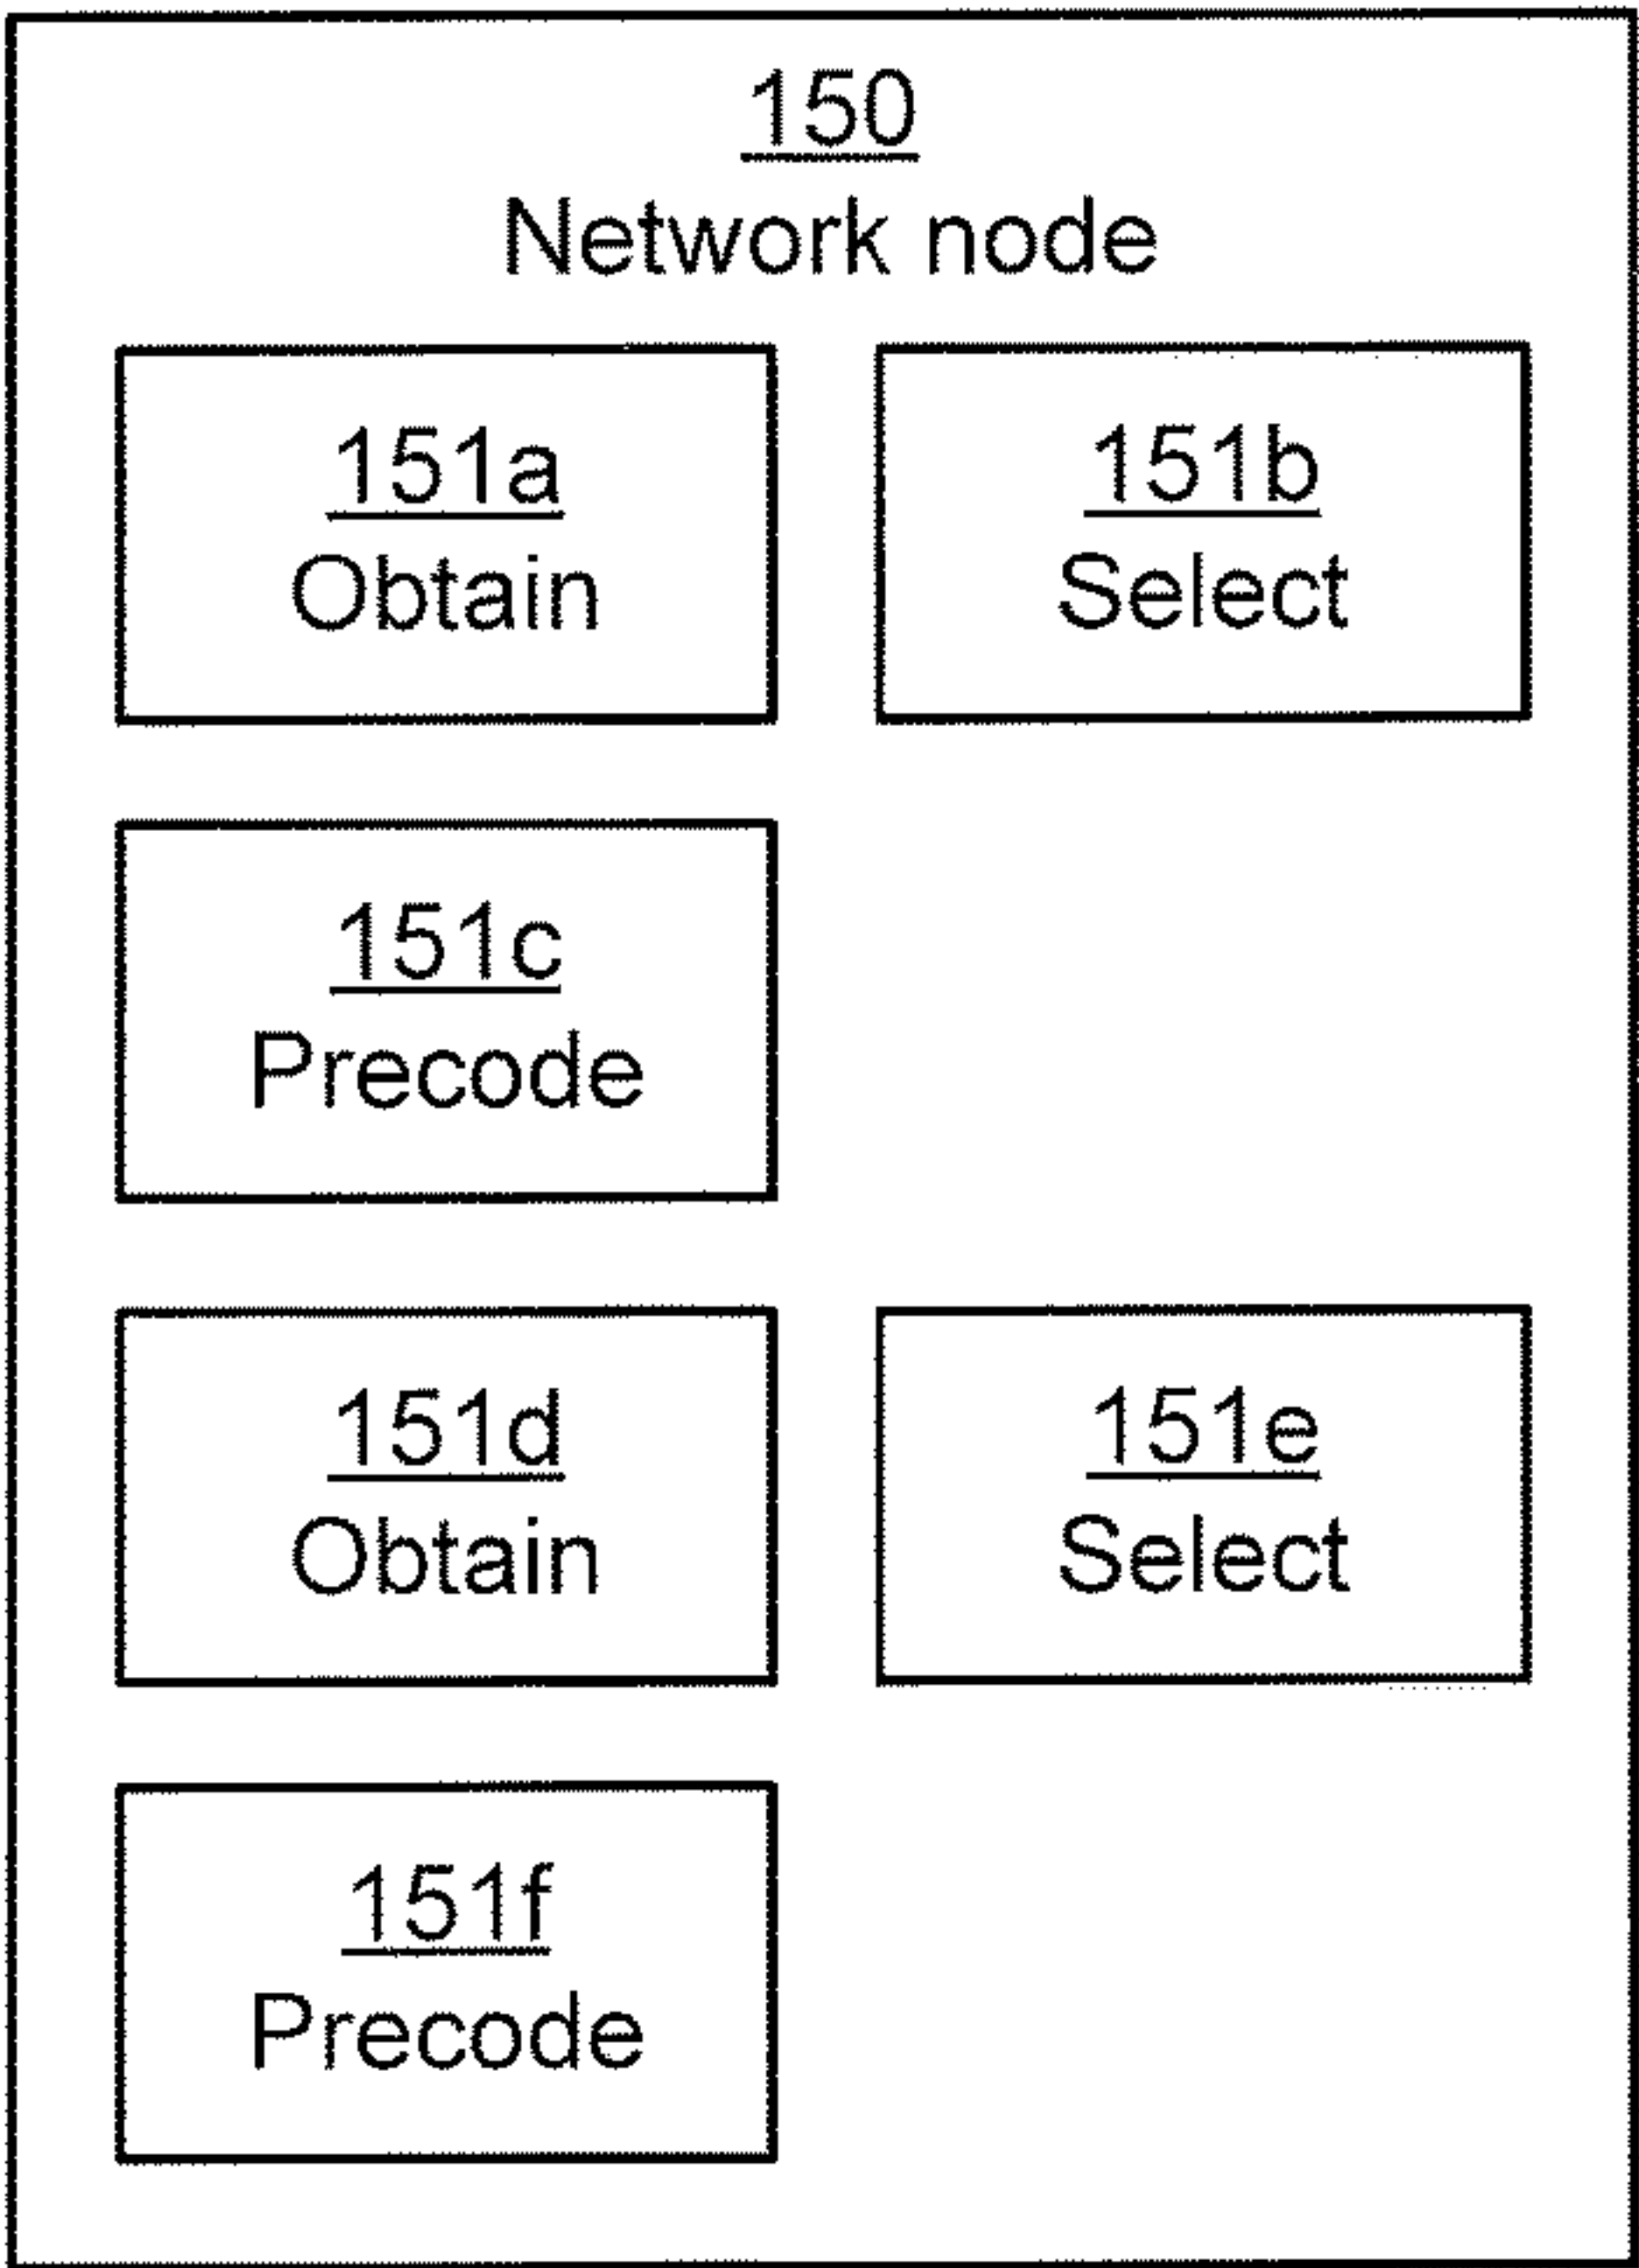 150
Network node
151a
Obtain
151b
Select
151c
Precode
151d
Obtain
151e
Select
151f
Precode